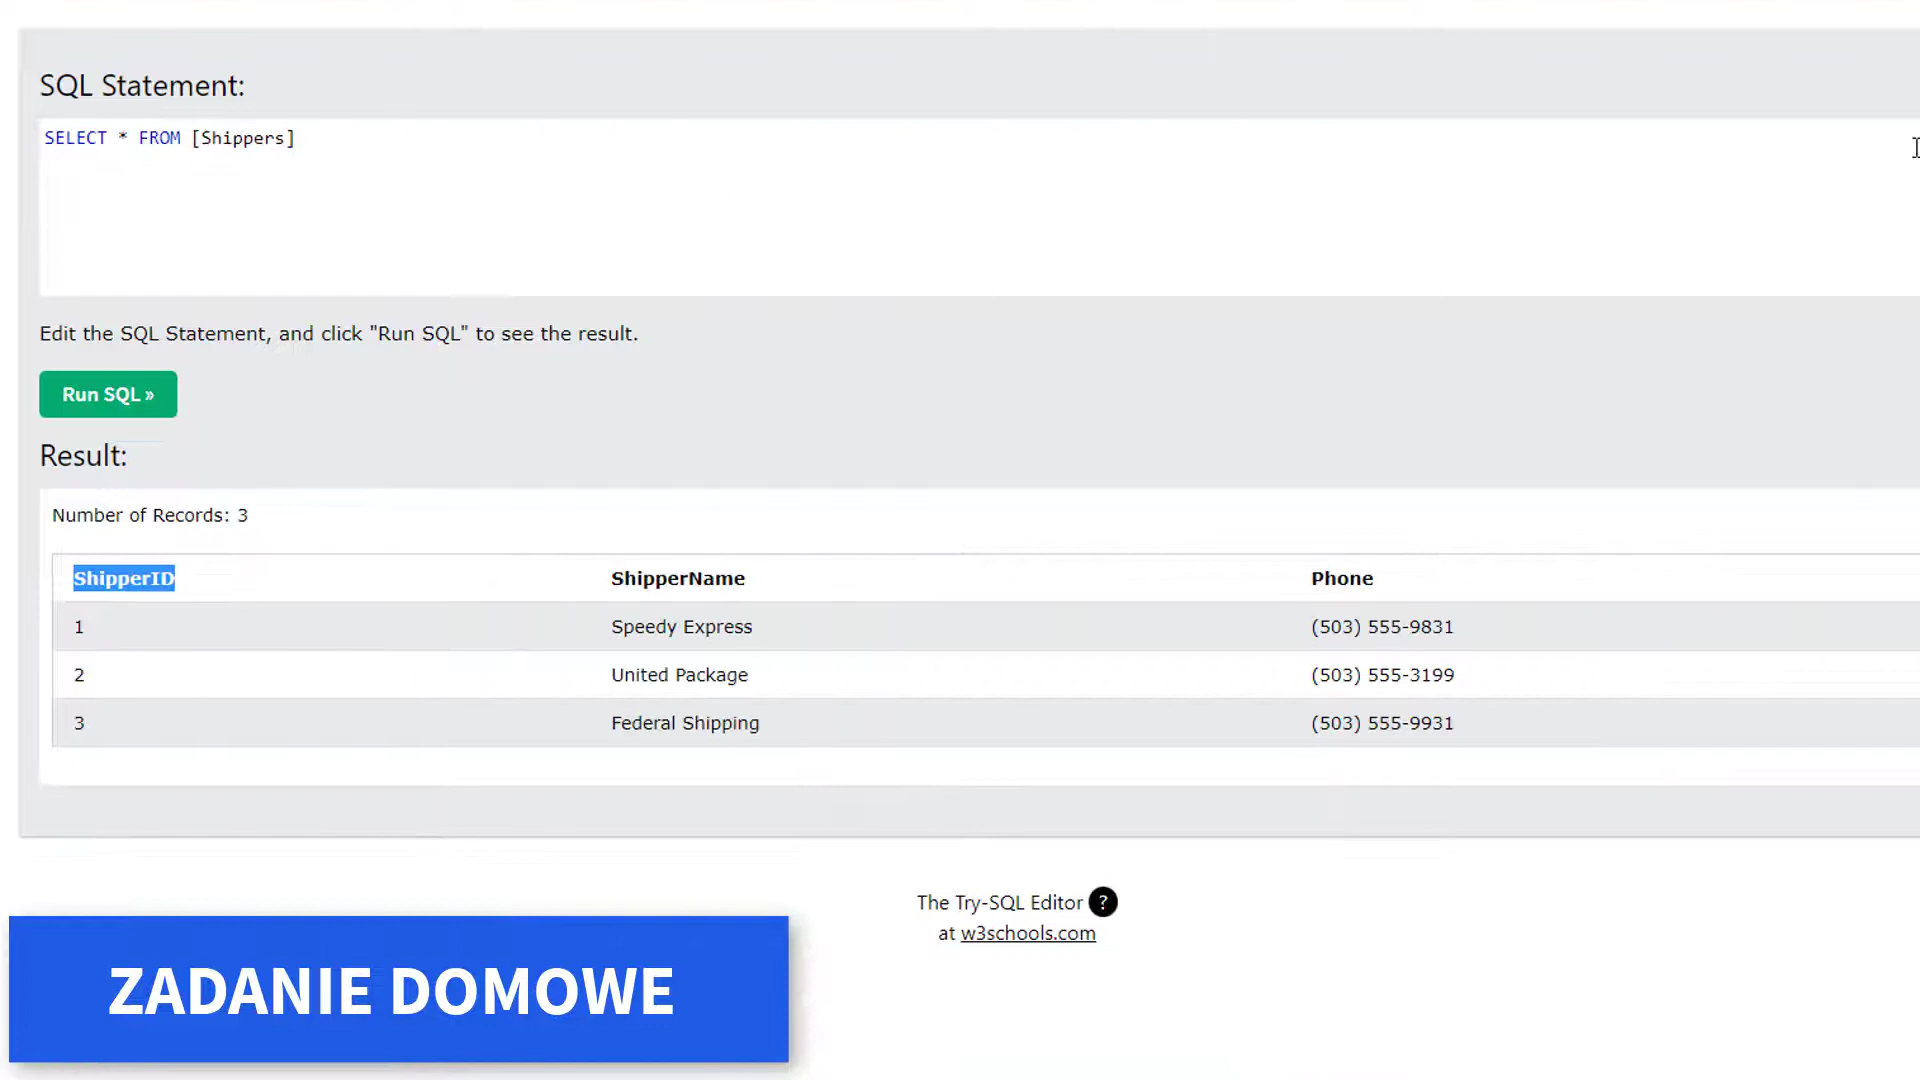 SQL Statement:
SELECT * FROM [Shippers]
Edit the SQL Statement, and click "Run SQL" to see the result.
Run SQL »
Result:
Number of Records: 3
ShipperID ShipperName Phone
1 Speedy Express (503) 555-9831
2 United Package (503) 555-3199
3 Federal Shipping (503) 555-9931
The Try-SQL Editor ?
at w3schools.com
ZADANIE DOMOWE